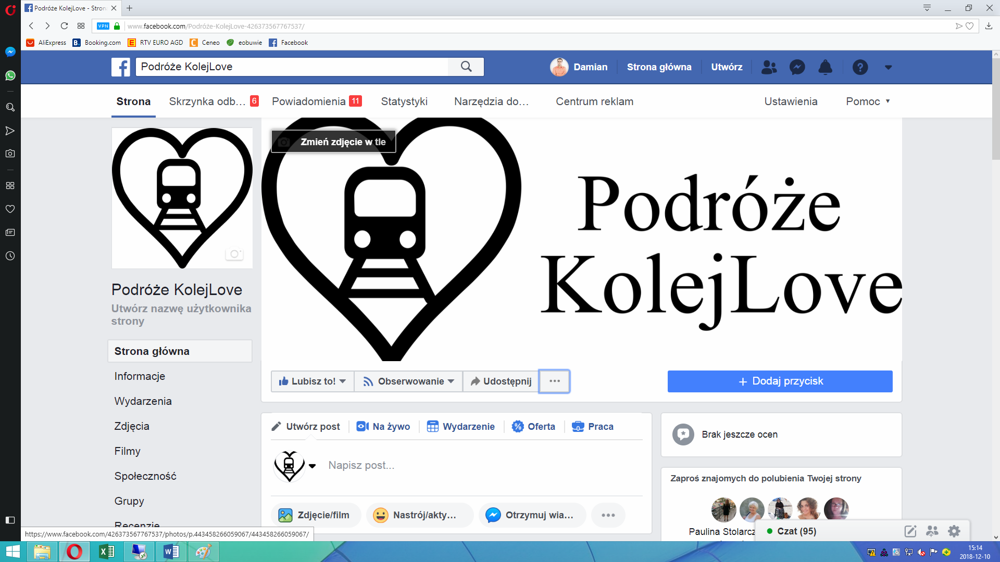 Podróże KolejLove - Strona
VPN www.facebook.com/Podróże-KolejLove-426373567767537/
AliExpress Booking.com RTV EURO AGD Ceneo eobuwie Facebook
Podróże KolejLove
Damian Strona główna Utwórz
Strona Skrzynka odb... 6 Powiadomienia 11 Statystyki Narzędzia do... Centrum reklam Ustawienia Pomoc
Zmień zdjęcie w tle
Podróże
KolejLove
Podróże KolejLove
Utwórz nazwę użytkownika
strony
Strona główna
Informacje
Wydarzenia
Zdjęcia
Filmy
Społeczność
Grupy
Recenzje
Lubisz to! Obserwowanie Udostępnij ...
+ Dodaj przycisk
Utwórz post Na żywo Wydarzenie Oferta Praca
Napisz post...
Zdjęcie/film Nastrój/akty... Otrzymuj wia... ...
Brak jeszcze ocen
Zaproś znajomych do polubienia Twojej strony
Paulina Stolarcz
Czat (95)
https://www.facebook.com/426373567767537/photos/p.443458266059067/443458266059067/
15:14
2018-12-10